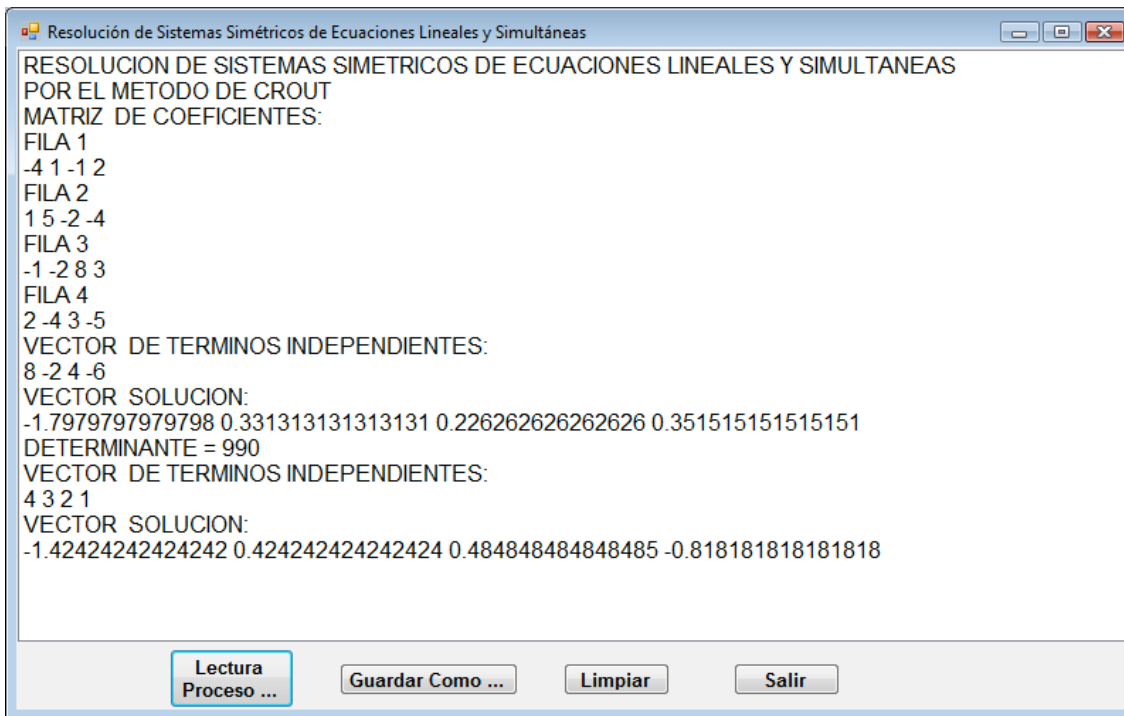 Resolución de Sistemas Simétricos de Ecuaciones Lineales y Simultáneas
RESOLUCION DE SISTEMAS SIMETRICOS DE ECUACIONES LINEALES Y SIMULTANEAS
POR EL METODO DE CROUT
MATRIZ DE COEFICIENTES:
FILA 1
-4 1 -1 2
FILA 2
1 5 -2 -4
FILA 3
-1 -2 8 3
FILA 4
2 -4 3 -5
VECTOR DE TERMINOS INDEPENDIENTES:
8 -2 4 -6
VECTOR SOLUCION:
-1.7979797979798 0.331313131313131 0.226262626262626 0.351515151515151
DETERMINANTE = 990
VECTOR DE TERMINOS INDEPENDIENTES:
4 3 2 1
VECTOR SOLUCION:
-1.42424242424242 0.424242424242424 0.484848484848485 -0.818181818181818
Lectura
Proceso ...
Guardar Como ...
Limpiar
Salir